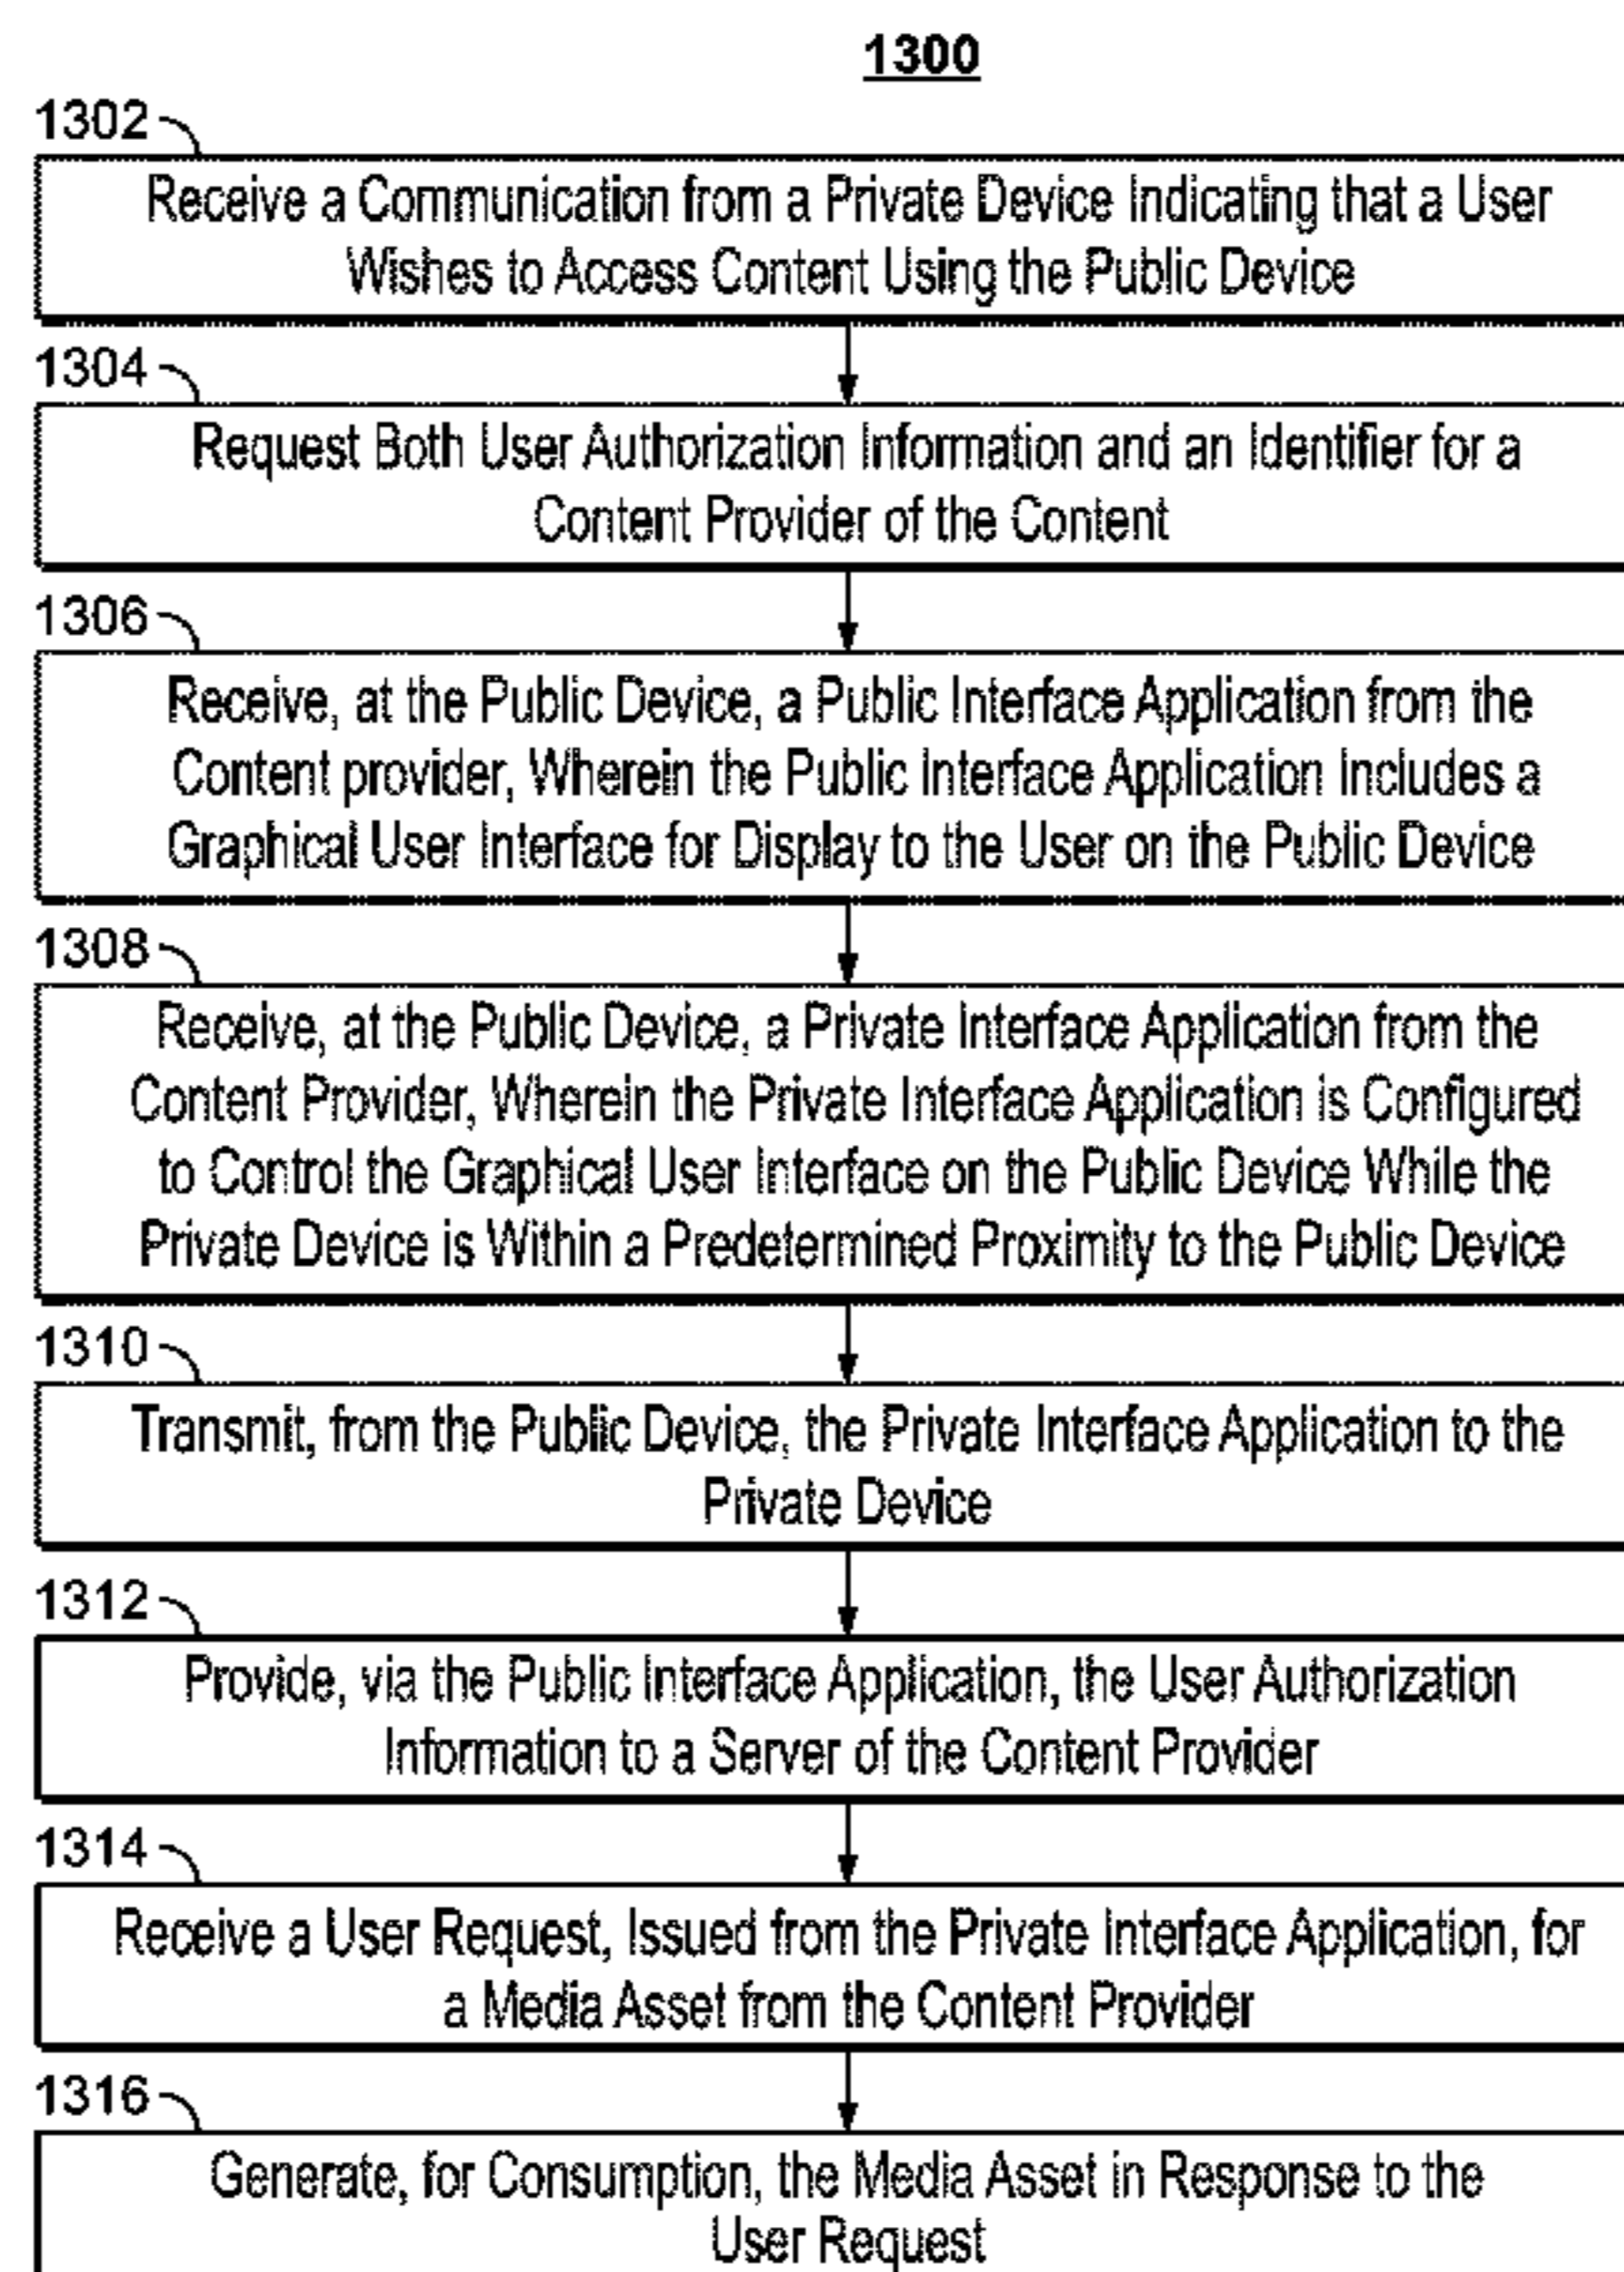 1300
1302
Receive a Communication from a Private Device Indicating that a User
Wishes to Access Content Using the Public Device
1304
Request Both User Authorization Information and an Identifier for a
Content Provider of the Content
1306
Receive, at the Public Device, a Public Interface Application from the
Content provider, Wherein the Public Interface Application Includes a
Graphical User Interface for Display to the User on the Public Device
1308
Receive, at the Public Device, a Private Interface Application from the
Content Provider, Wherein the Private Interface Application is Configured
to Control the Graphical User Interface on the Public Device While the
Private Device is Within a Predetermined Proximity to the Public Device
1310
Transmit, from the Public Device, the Private Interface Application to the
Private Device
1312
Provide, via the Public Interface Application, the User Authorization
Information to a Server of the Content Provider
1314
Receive a User Request, Issued from the Private Interface Application, for
a Media Asset from the Content Provider
1316
Generate, for Consumption, the Media Asset in Response to the
User Request